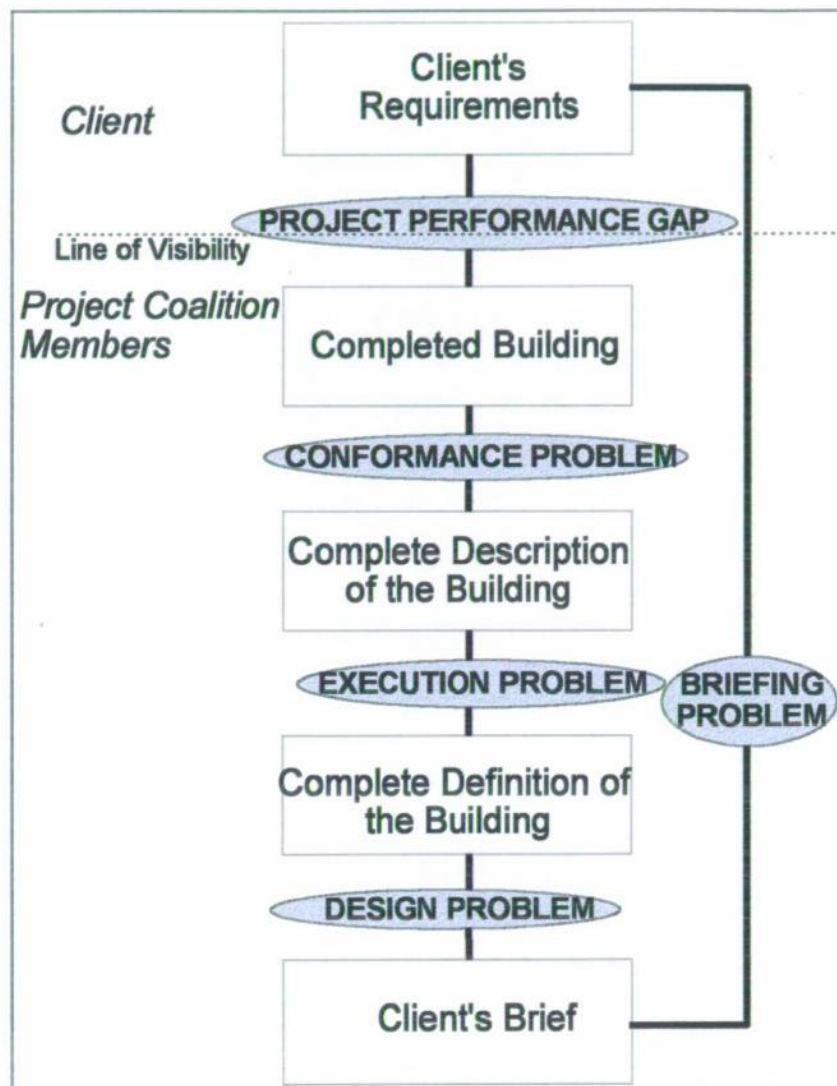 Client's
Requirements
Client
PROJECT PERFORMANCE GAP
Line of Visibility
Project Coalition
Members
Completed Building
CONFORMANCE PROBLEM
Complete Description
of the Building
EXECUTION PROBLEM
BRIEFING
PROBLEM
Complete Definition of
the Building
DESIGN PROBLEM
Client's Brief